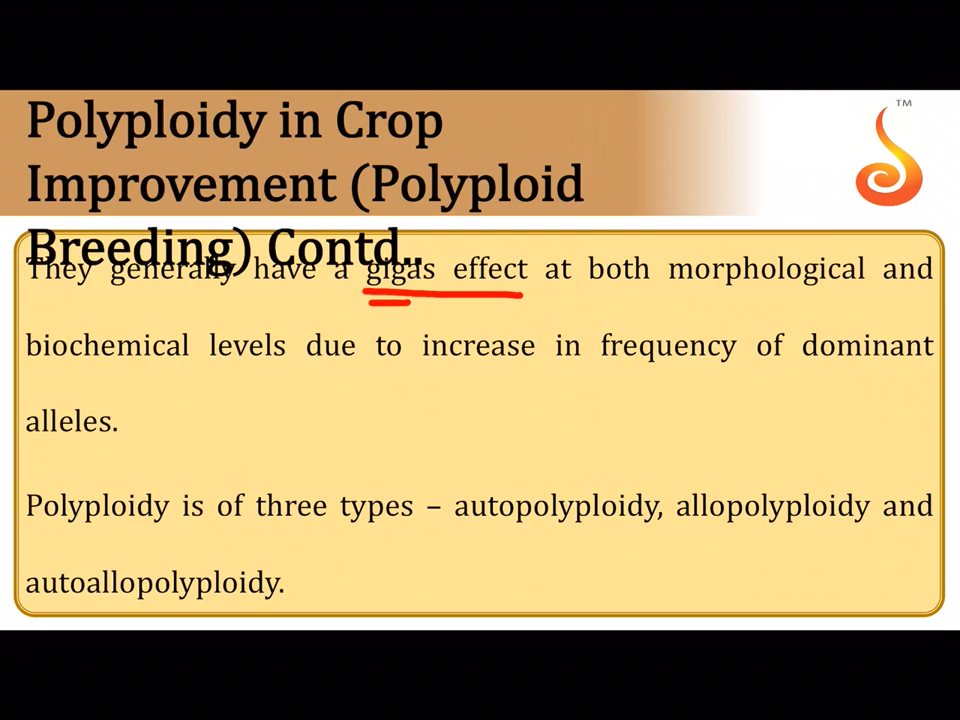 Polyploidy in Crop
Improvement (Polyploid
Breeding) Contd..
They generally have a gigas effect at both morphological and
biochemical levels due to increase in frequency of dominant
alleles.
Polyploidy is of three types – autopolyploidy, allopolyploidy and
autoallopolyploidy.
TM